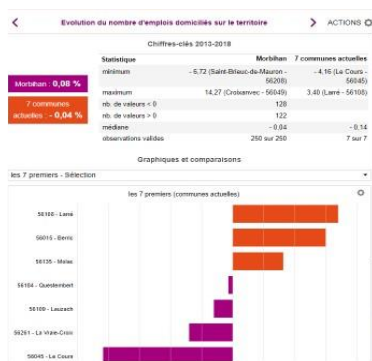 Evolution du nombre d'emplois domiciliés sur le territoire
ACTIONS
Chiffres-clés 2013-2018
Morbihan : 0,08 %
7 communes actuelles : - 0,04 %
Statistique Morbihan 7 communes actuelles
minimum - 6,72 (Saint-Brieuc-de-Mauron - 56208) - 4,16 (Le Cours - 56045)
maximum 14,27 (Croixanvec - 56049) 3,40 (Larré - 56108)
nb. de valeurs < 0 128
nb. de valeurs > 0 122
médiane - 0,04 - 0,14
observations valides 250 sur 250 7 sur 7
Graphiques et comparaisons
les 7 premiers - Sélection
les 7 premiers (communes actuelles)
56108 - Larré
56015 - Berric
56135 - Molac
56184 - Questembert
56109 - Lauzach
56261 - La Vraie-Croix
56045 - Le Cours